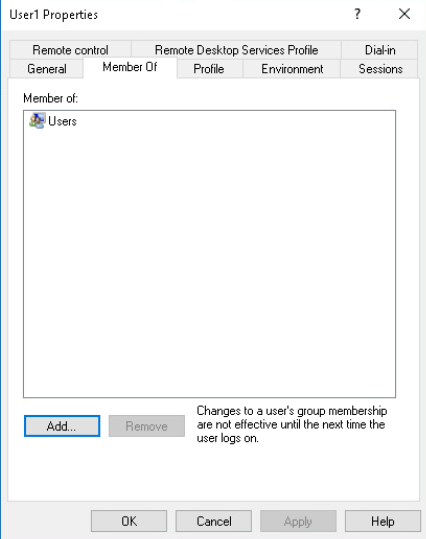 User1 Properties ?
Remote control Remote Desktop Services Profile Dial-in
General Member Of Profile Environment Sessions
Member of:
Users
Add... Remove
Changes to a user's group membership
are not effective until the next time the
user logs on.
OK Cancel Apply Help